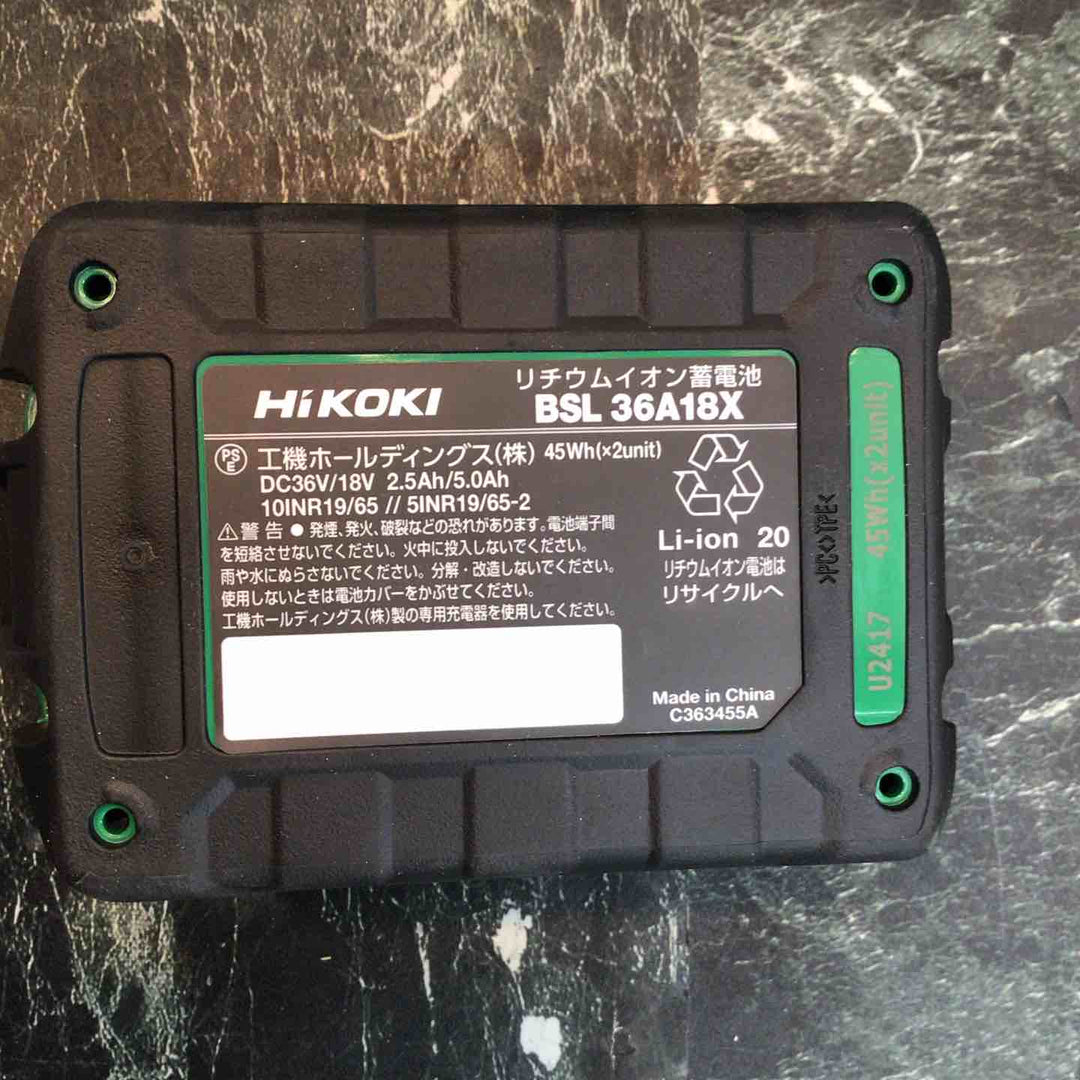 HiKOKI
リチウムイオン蓄電池
BSL 36A18X
PSE 工機ホールディングス(株) 45Wh(×2unit)
DC36V/18V 2.5Ah/5.0Ah
10INR19/65 // 5INR19/65-2
⚠警告 ● 発煙、発火、破裂などの恐れがあります。電池端子間
を短絡させないでください。火中に投入しないでください。
雨や水にぬらさないでください。分解・改造しないでください。
使用しないときは電池カバーをかぶせてください。
工機ホールディングス(株)製の専用充電器を使用してください。
Li-ion 20
リチウムイオン電池は
リサイクルへ
Made in China
C363455A
>PC<>TPE<
U2417 45Wh(x2unit)